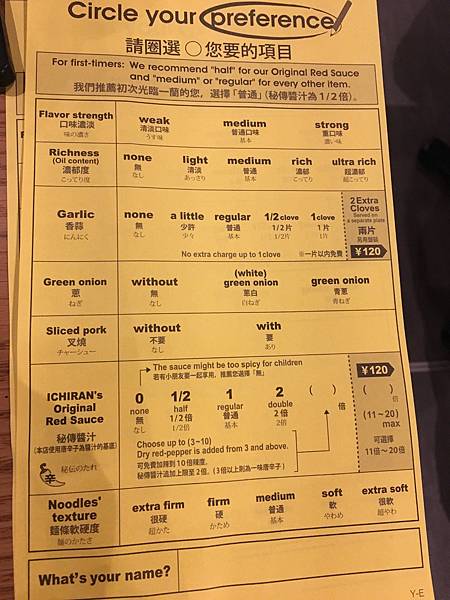 Circle your preference
請圈選 ○ 您要的項目
For first-timers: We recommend "half" for our Original Red Sauce
and "medium" or "regular" for every other item.
我們推薦初次光臨一蘭的您，選擇「普通」(秘傳醬汁為1/2倍)。
Flavor strength
口味濃淡
味の濃さ
weak
清淡口味
うす味
medium
普通口味
基本
strong
重口味
濃い味
Richness
(Oil content)
濃郁度
こってり度
none
無
なし
light
清淡
あっさり
medium
普通
基本
rich
濃郁
こってり
ultra rich
超濃郁
超こってり
Garlic
香蒜
にんにく
none
無
なし
a little
少許
少々
regular
普通
基本
1/2 clove
1/2片
1/2片
1 clove
1片
1片
No extra charge up to 1clove
※一片以內免費
2 Extra
Cloves
Served on
a separate plate
兩片
另用盤裝
¥120
Green onion
蔥
ねぎ
without
無
なし
(white)
green onion
蔥白
白ねぎ
green onion
青蔥
青ねぎ
Sliced pork
叉燒
チャーシュー
without
不要
なし
with
要
あり
ICHIRAN's
Original
Red Sauce
秘傳醬汁
(本店使用唐辛子為醬汁的基底)
辛
秘伝のたれ
The sauce might be too spicy for children
若有小朋友要一起享用，推薦您選擇「無」
0
none
無
なし
1/2
half
1/2倍
1/2倍
1
regular
普通
基本
2
double
2倍
2倍
( )
倍
Choose up to (3~10)
Dry red-pepper is added from 3 and above.
可免費加辣到10倍辣度。
秘傳醬汁追加上限至2倍。(3倍以上則為一味唐辛子)
¥120
( )
倍
(11~20)
max
可選擇
11倍~20倍
Noodles'
texture
麵條軟硬度
麺のかたさ
extra firm
很硬
超かた
firm
硬
かため
medium
普通
基本
soft
軟
やわめ
extra soft
很軟
超やわ
What's your name?
Y-E